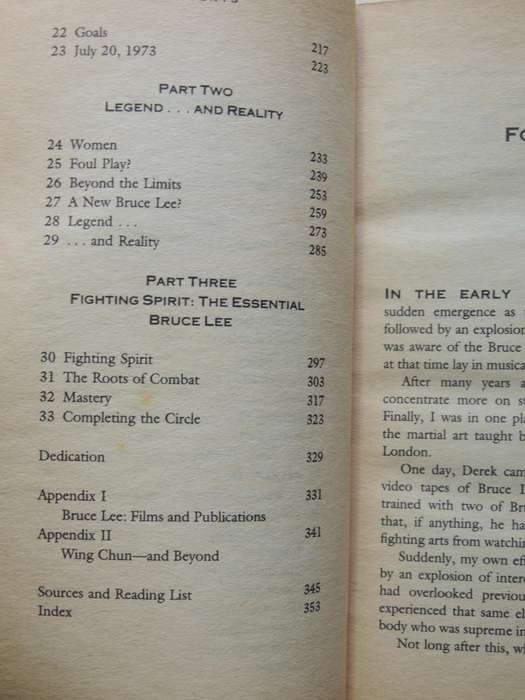 22 Goals 217
23 July 20, 1973 223
PART TWO
LEGEND . . . AND REALITY
24 Women 233
25 Foul Play? 239
26 Beyond the Limits 253
27 A New Bruce Lee? 259
28 Legend . . . 273
29 . . . and Reality 285
PART THREE
FIGHTING SPIRIT: THE ESSENTIAL
BRUCE LEE
30 Fighting Spirit 297
31 The Roots of Combat 303
32 Mastery 317
33 Completing the Circle 323
Dedication 329
Appendix I 331
Bruce Lee: Films and Publications
Appendix II 341
Wing Chun—and Beyond
Sources and Reading List 345
Index 353
IN THE EARLY
sudden emergence as
followed by an explosion
was aware of the Bruce
at that time lay in musica
After many years a
concentrate more on st
Finally, I was in one pla
the martial art taught b
London.
One day, Derek cam
video tapes of Bruce L
trained with two of Br
that, if anything, he ha
fighting arts from watchin
Suddenly, my own eff
by an explosion of intere
had overlooked previou
experienced that same el
body who was supreme in
Not long after this, w